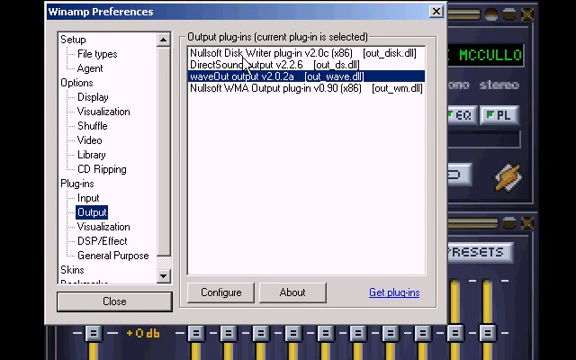 Winamp Preferences
Setup
File types
Agent
Options
Display
Visualization
Shuffle
Video
Library
CD Ripping
Plug-ins
Input
Output
Visualization
DSP/Effect
General Purpose
Skins
Bookmarks
Close
Output plug-ins (current plug-in is selected)
Nullsoft Disk Writer plug-in v2.0c (x86) [out_disk.dll]
DirectSound output v2.2.6 [out_ds.dll]
waveOut output v2.0.2a [out_wave.dll]
Nullsoft WMA Output plug-in v0.90 (x86) [out_wm.dll]
Configure
About
Get plug-ins
MCCULLO
ono stereo
EQ PL
PRESETS
+0 db